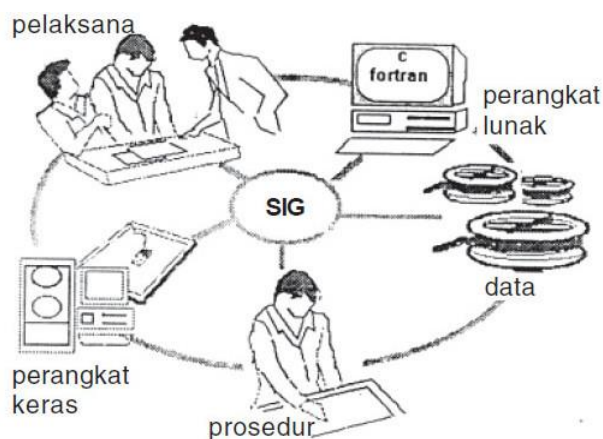 pelaksana
C
fortran
perangkat
lunak
SIG
data
perangkat
keras
prosedur